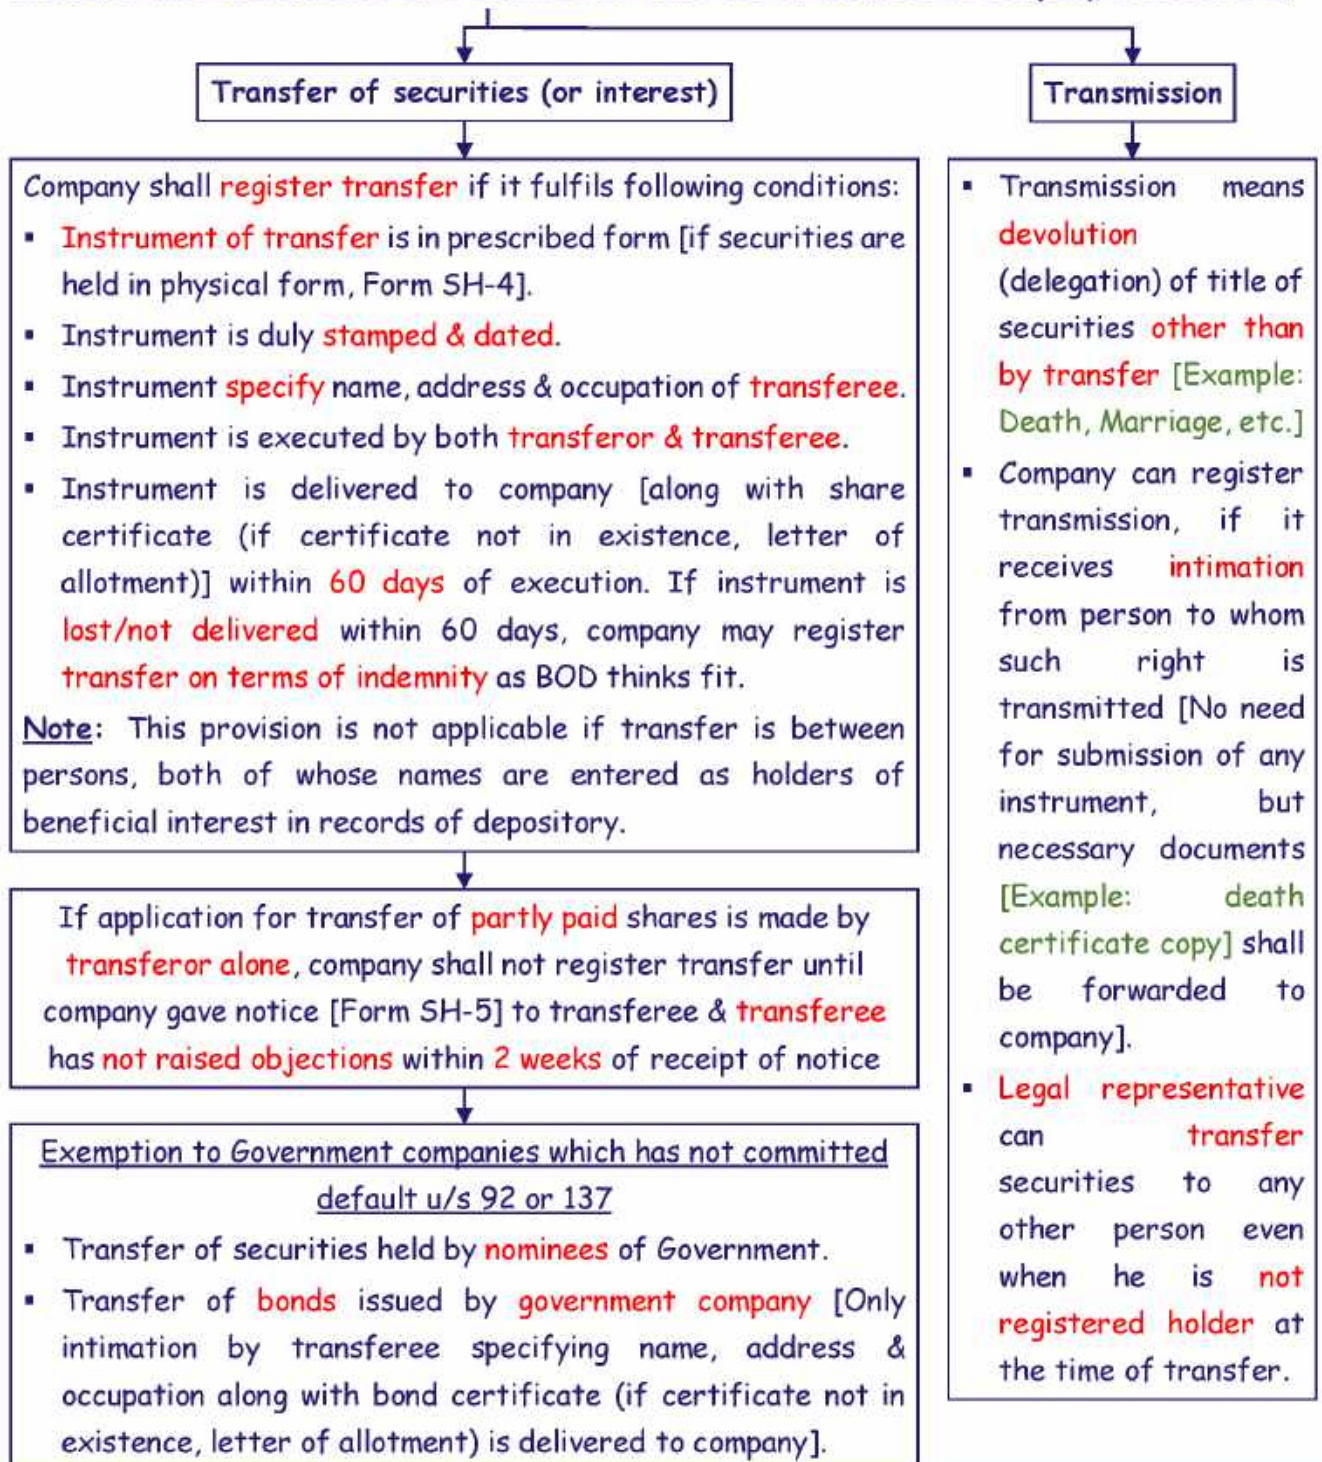 Transfer of securities (or interest)
Transmission
Company shall register transfer if it fulfils following conditions:
▪ Instrument of transfer is in prescribed form [if securities are
held in physical form, Form SH-4].
▪ Instrument is duly stamped & dated.
▪ Instrument specify name, address & occupation of transferee.
▪ Instrument is executed by both transferor & transferee.
▪ Instrument is delivered to company [along with share
certificate (if certificate not in existence, letter of
allotment)] within 60 days of execution. If instrument is
lost/not delivered within 60 days, company may register
transfer on terms of indemnity as BOD thinks fit.
Note: This provision is not applicable if transfer is between
persons, both of whose names are entered as holders of
beneficial interest in records of depository.
If application for transfer of partly paid shares is made by
transferor alone, company shall not register transfer until
company gave notice [Form SH-5] to transferee & transferee
has not raised objections within 2 weeks of receipt of notice
Exemption to Government companies which has not committed
default u/s 92 or 137
▪ Transfer of securities held by nominees of Government.
▪ Transfer of bonds issued by government company [Only
intimation by transferee specifying name, address &
occupation along with bond certificate (if certificate not in
existence, letter of allotment) is delivered to company].
▪ Transmission means
devolution
(delegation) of title of
securities other than
by transfer [Example:
Death, Marriage, etc.]
▪ Company can register
transmission, if it
receives intimation
from person to whom
such right is
transmitted [No need
for submission of any
instrument, but
necessary documents
[Example: death
certificate copy] shall
be forwarded to
company].
▪ Legal representative
can transfer
securities to any
other person even
when he is not
registered holder at
the time of transfer.